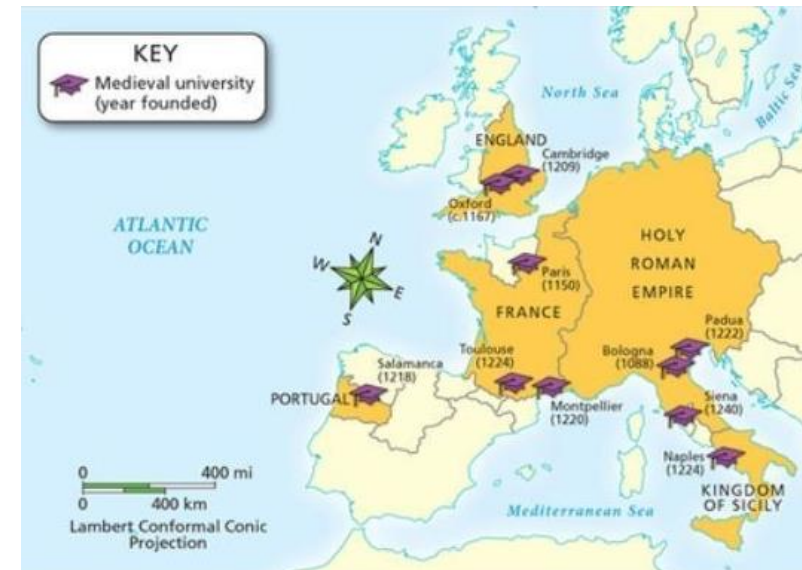 KEY
Medieval university
(year founded)
North Sea
Baltic Sea
ENGLAND
Cambridge
(1209)
Oxford
(c.1167)
ATLANTIC
OCEAN
N
W
E
S
HOLY
ROMAN
EMPIRE
Paris
(1150)
FRANCE
Padua
(1222)
Bologna
(1088)
Toulouse
(1224)
Salamanca
(1218)
PORTUGAL
Montpellier
(1220)
Siena
(1240)
Naples
(1224)
KINGDOM
OF SICILY
Mediterranean Sea
0 400 mi
0 400 km
Lambert Conformal Conic
Projection